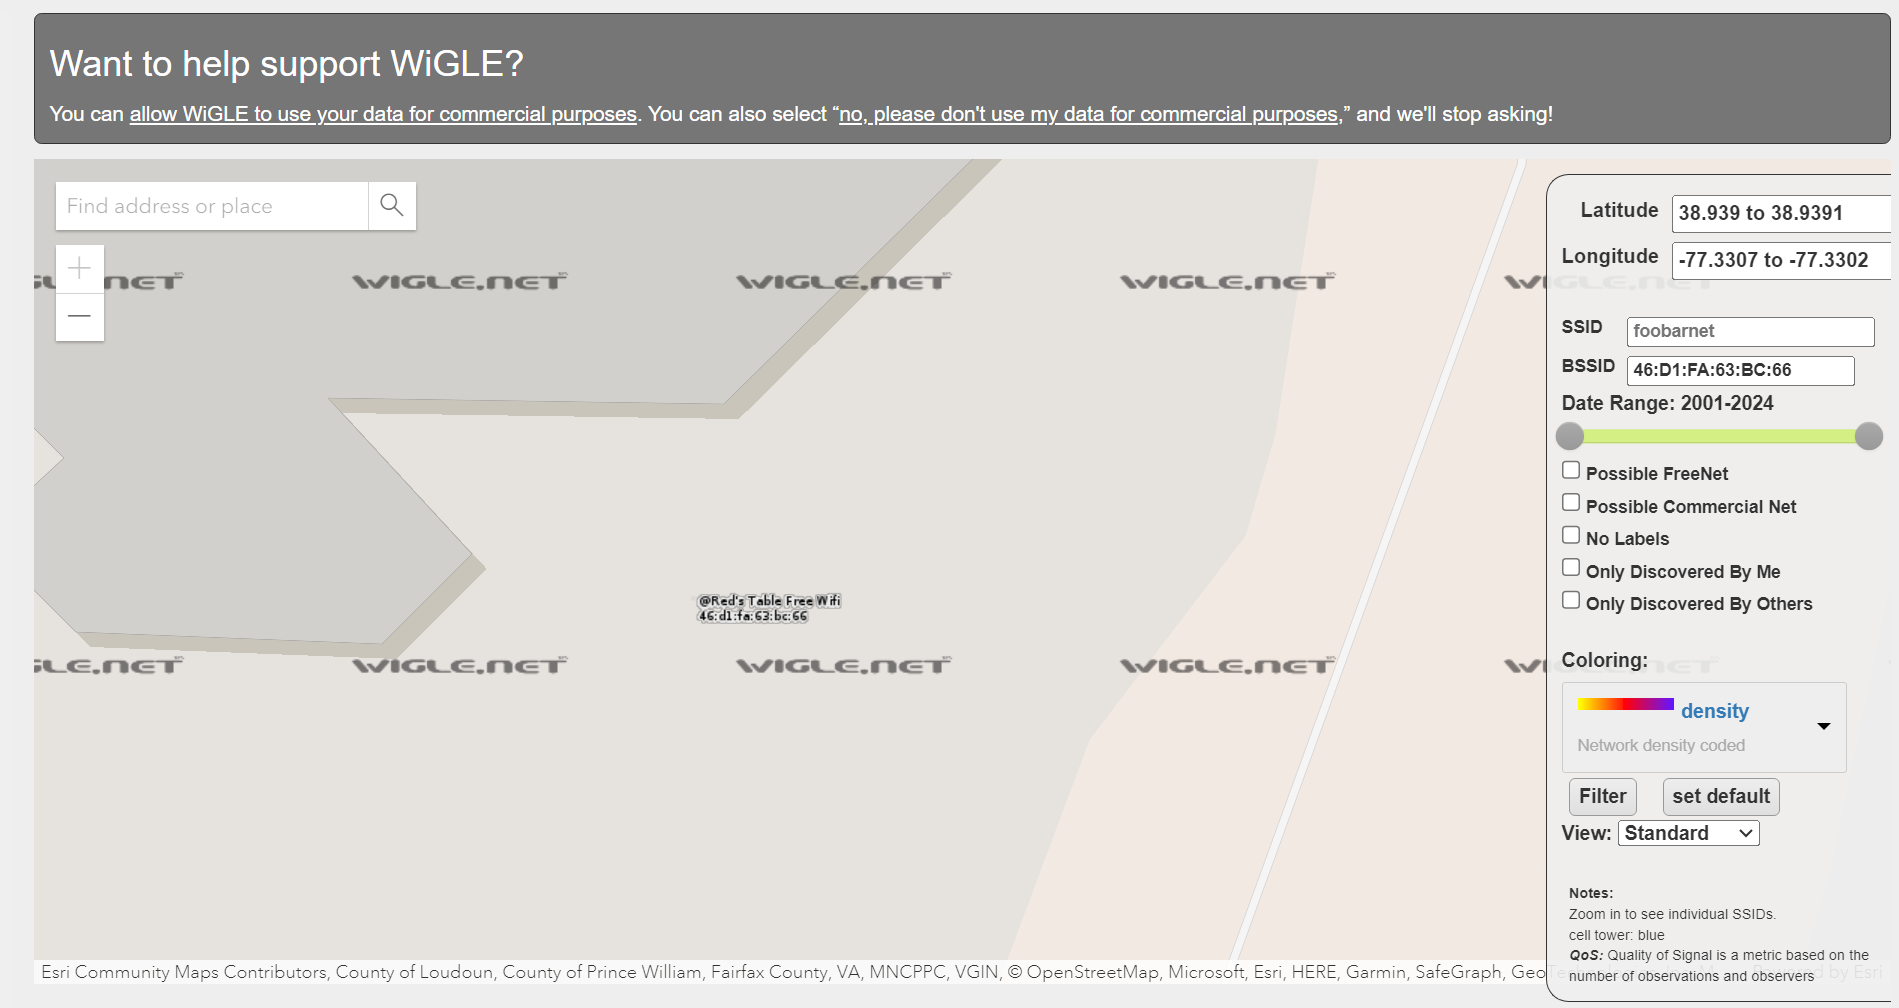 Want to help support WiGLE?
You can allow WiGLE to use your data for commercial purposes. You can also select “no, please don't use my data for commercial purposes,” and we'll stop asking!
Find address or place
WiGLE.net WiGLE.net WiGLE.net
Latitude 38.939 to 38.9391
Longitude -77.3307 to -77.3302
SSID foobarnet
BSSID 46:D1:FA:63:BC:66
Date Range: 2001-2024
Possible FreeNet
Possible Commercial Net
No Labels
Only Discovered By Me
Only Discovered By Others
@Red's Table Free Wifi
46:d1:fa:63:bc:66
WiGLE.net WiGLE.net WiGLE.net
Coloring:
density
Network density coded
Filter set default
View: Standard
Notes:
Zoom in to see individual SSIDs.
cell tower: blue
QoS: Quality of Signal is a metric based on the
number of observations and observers
Esri Community Maps Contributors, County of Loudoun, County of Prince William, Fairfax County, VA, MNCPPC, VGIN, © OpenStreetMap, Microsoft, Esri, HERE, Garmin, SafeGraph, Powered by Esri